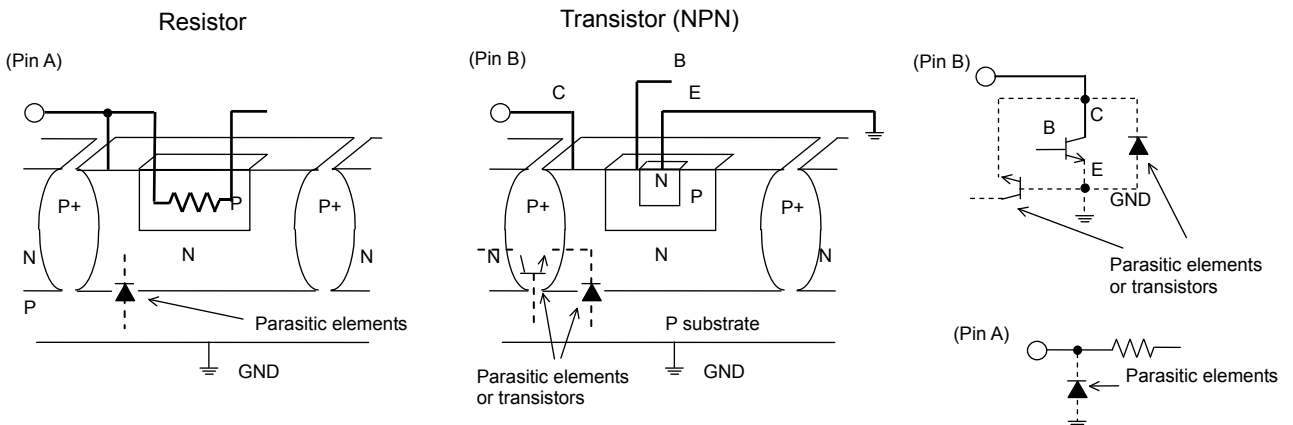 Resistor
(Pin A)
P
P+
P+
N
N
N
P
Parasitic elements
GND
Transistor (NPN)
(Pin B)
B
C
E
N
P
P+
P+
N
N
N
P substrate
Parasitic elements
or transistors
GND
(Pin B)
C
B
E
GND
Parasitic elements
or transistors
(Pin A)
Parasitic elements